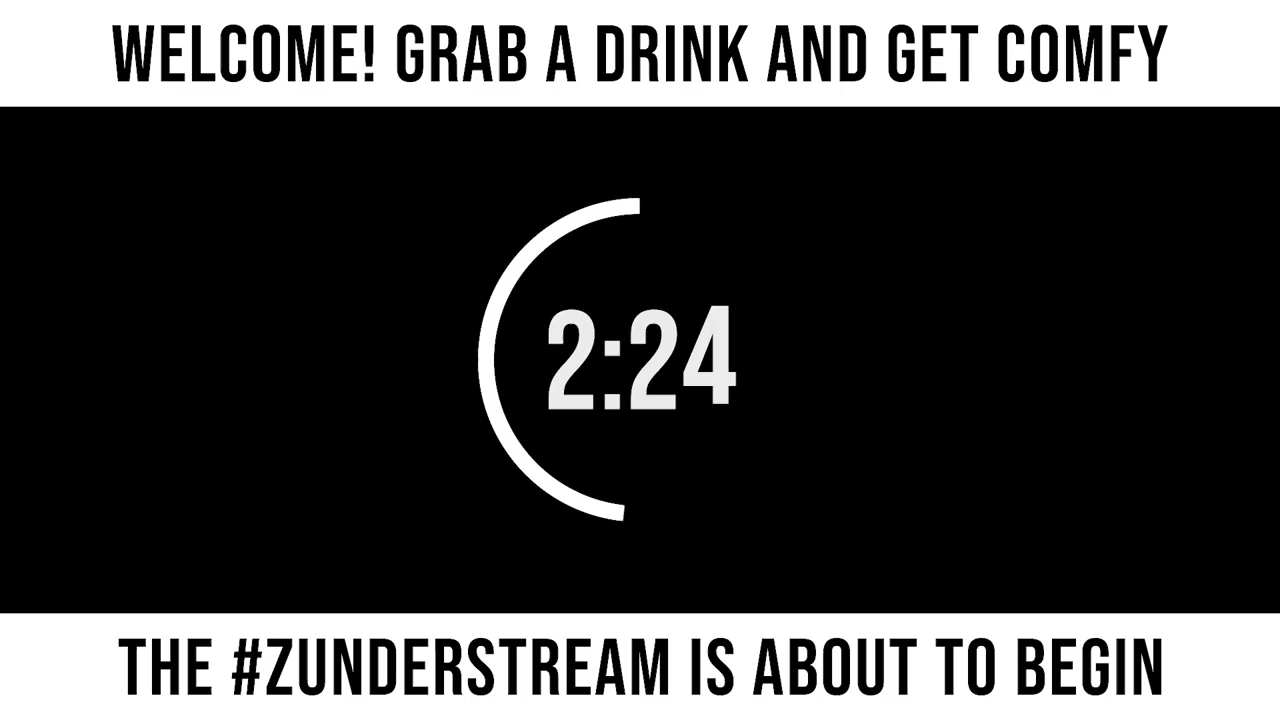 WELCOME! GRAB A DRINK AND GET COMFY
2:24
THE #ZUNDERSTREAM IS ABOUT TO BEGIN